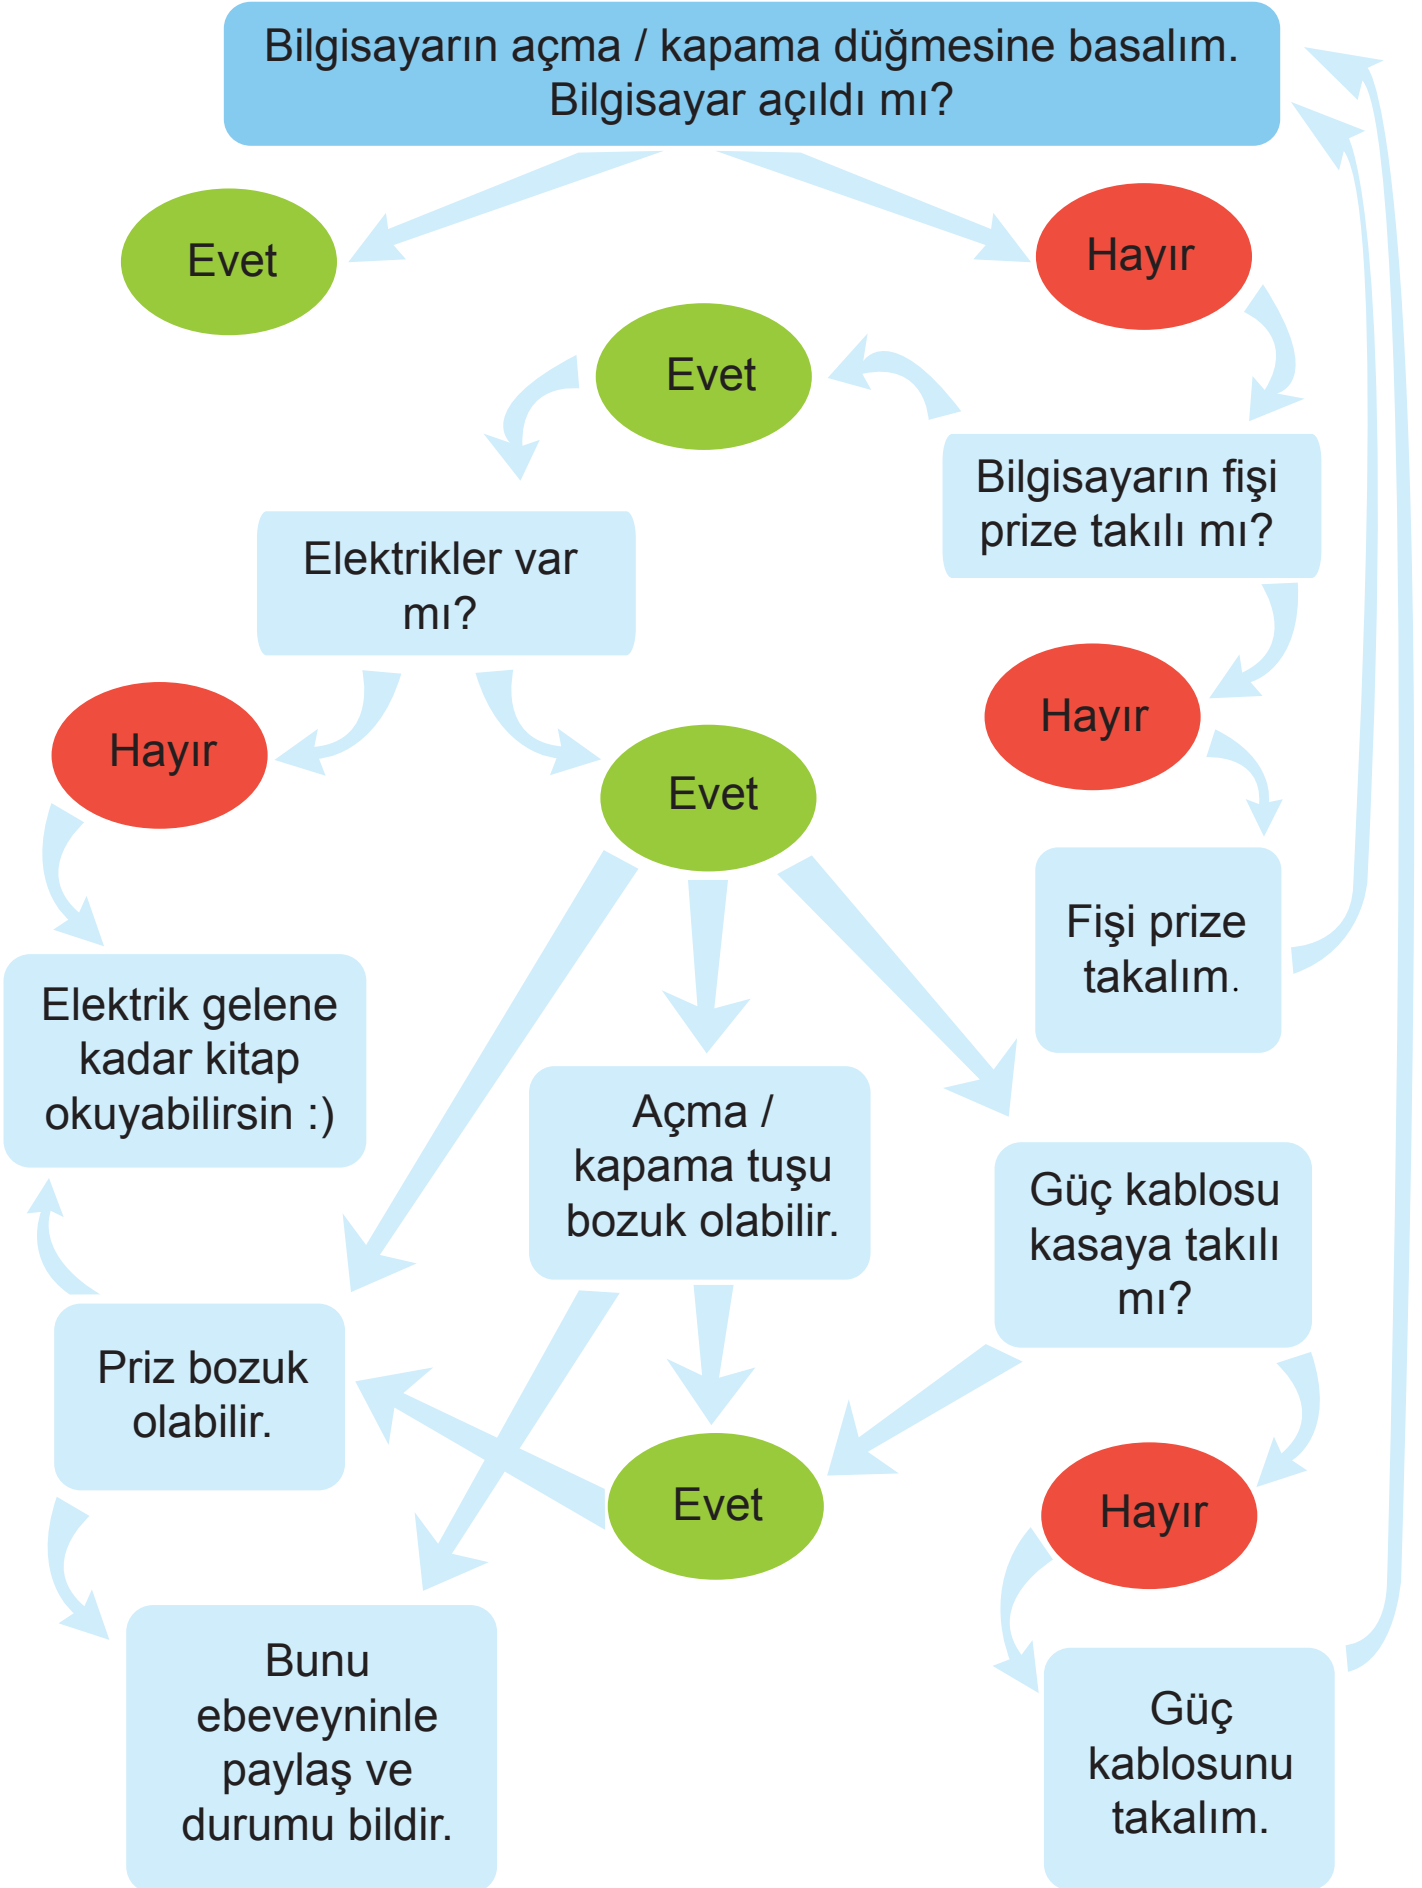 Bilgisayarın açma / kapama düğmesine basalım.
Bilgisayar açıldı mı?
Evet
Hayır
Evet
Bilgisayarın fişi
prize takılı mı?
Elektrikler var
mı?
Hayır
Hayır
Evet
Fişi prize
takalım.
Elektrik gelene
kadar kitap
okuyabilirsin :)
Açma /
kapama tuşu
bozuk olabilir.
Güç kablosu
kasaya takılı
mı?
Priz bozuk
olabilir.
Evet
Hayır
Bunu
ebeveyninle
paylaş ve
durumu bildir.
Güç
kablosunu
takalım.